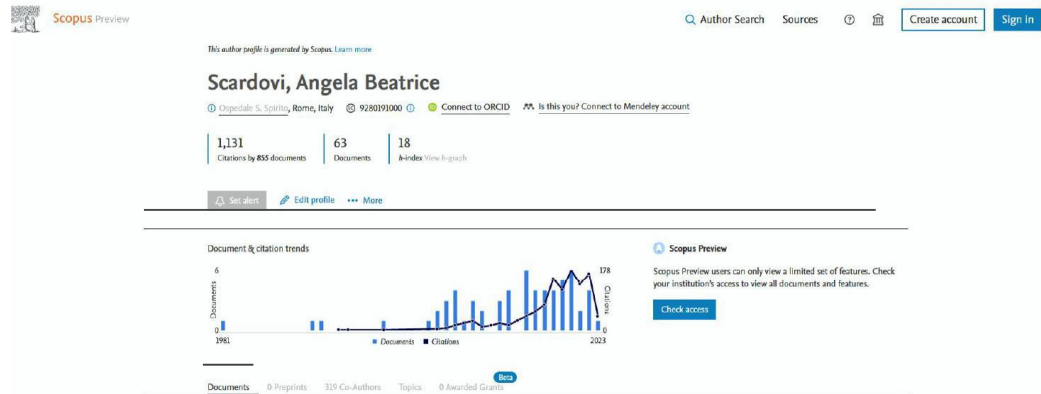 Scopus Preview
Author Search Sources Create account Sign in
This author profile is generated by Scopus. Learn more
Scardovi, Angela Beatrice
Ospedale S. Spirito, Rome, Italy 9280191000 Connect to ORCID Is this you? Connect to Mendeley account
1,131 63 18
Citations by 855 documents Documents h-index View h-graph
Set alert Edit profile More
Document & citation trends
Scopus Preview
Scopus Preview users can only view a limited set of features. Check
your institution's access to view all documents and features.
Check access
6 178
Documents Citations
0 0
1981 2023
Documents Citations
Beta
Documents 0 Preprints 319 Co-Authors Topics 0 Awarded Grants